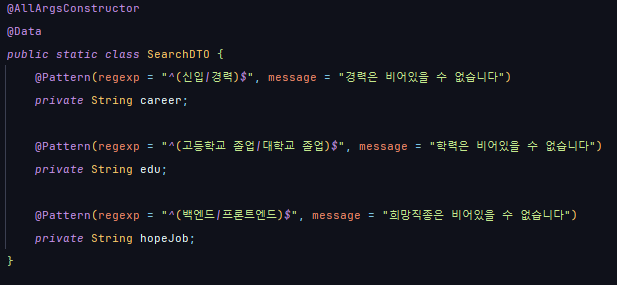 @AllArgsConstructor
@Data
public static class SearchDTO {
@Pattern(regexp = "^(신입|경력)$", message = "경력은 비어있을 수 없습니다")
private String career;
@Pattern(regexp = "^(고등학교 졸업|대학교 졸업)$", message = "학력은 비어있을 수 없습니다")
private String edu;
@Pattern(regexp = "^(백엔드|프론트엔드)$", message = "희망직종은 비어있을 수 없습니다")
private String hopeJob;
}